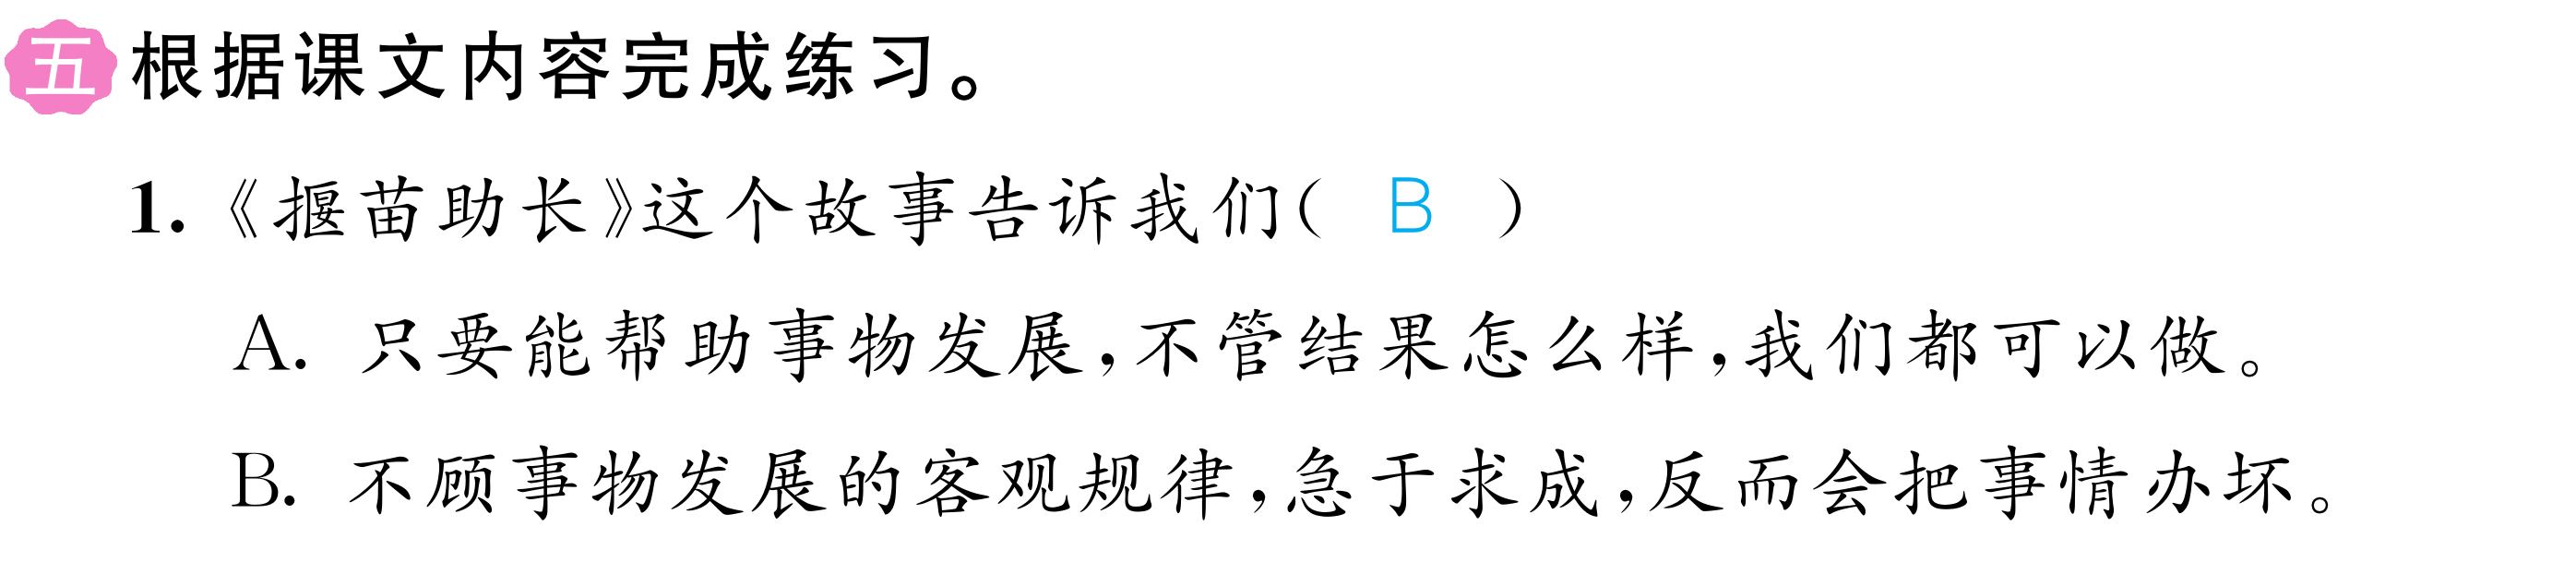 五 根据课文内容完成练习。
1.《揠苗助长》这个故事告诉我们( B )
A. 只要能帮助事物发展,不管结果怎么样,我们都可以做。
B. 不顾事物发展的客观规律,急于求成,反而会把事情办坏。